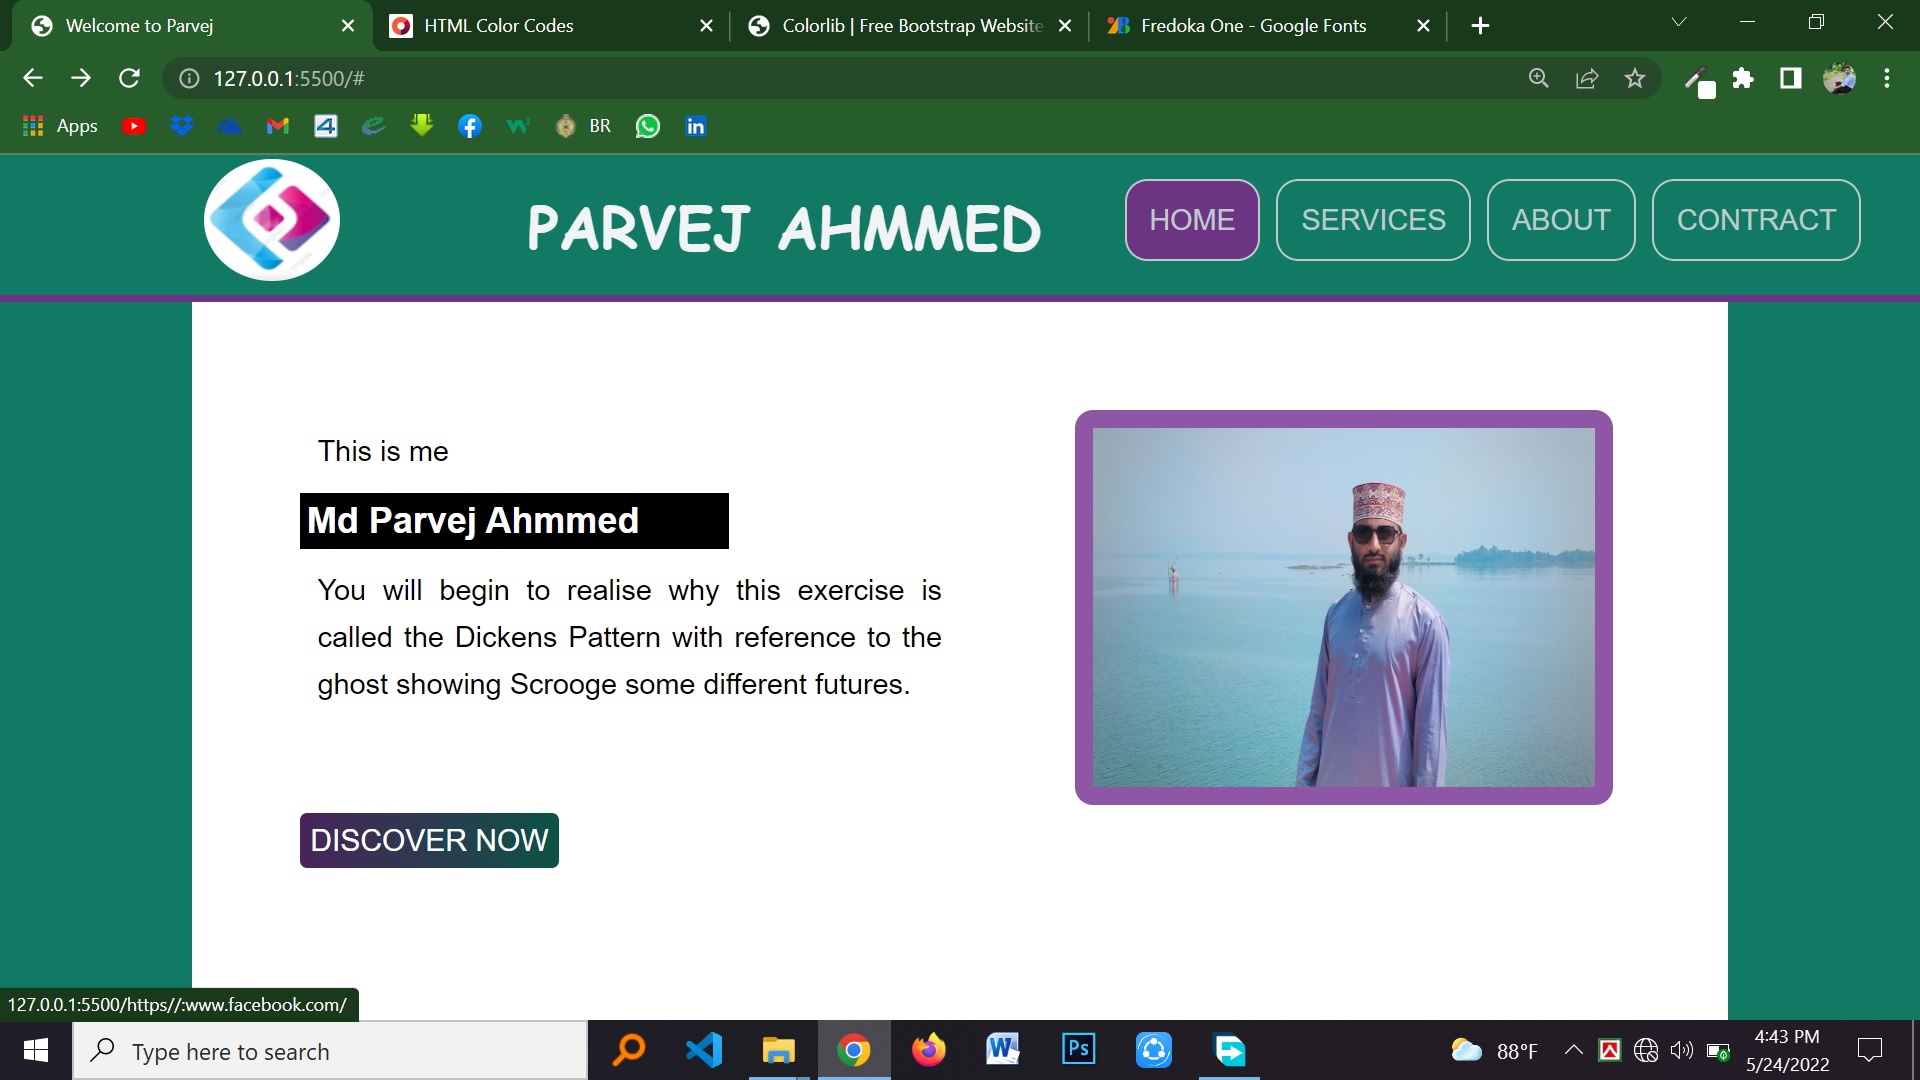 Welcome to Parvej
HTML Color Codes
Colorlib | Free Bootstrap Website
Fredoka One - Google Fonts
127.0.0.1:5500/#
Apps
BR
PARVEJ AHMMED
HOME
SERVICES
ABOUT
CONTRACT
This is me
Md Parvej Ahmmed
You will begin to realise why this exercise is
called the Dickens Pattern with reference to the
ghost showing Scrooge some different futures.
DISCOVER NOW
127.0.0.1:5500/https//:www.facebook.com/
Type here to search
Ps
88°F
4:43 PM
5/24/2022